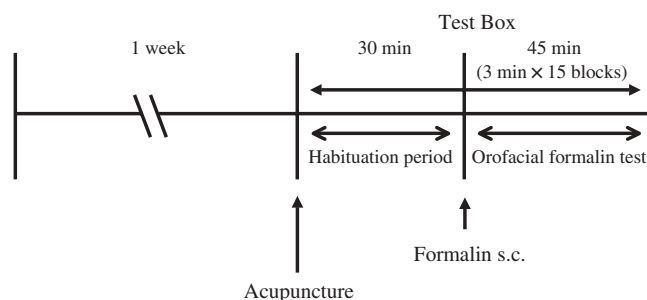 Test Box
1 week
30 min
45 min
(3 min × 15 blocks)
Habituation period
Orofacial formalin test
Formalin s.c.
Acupuncture